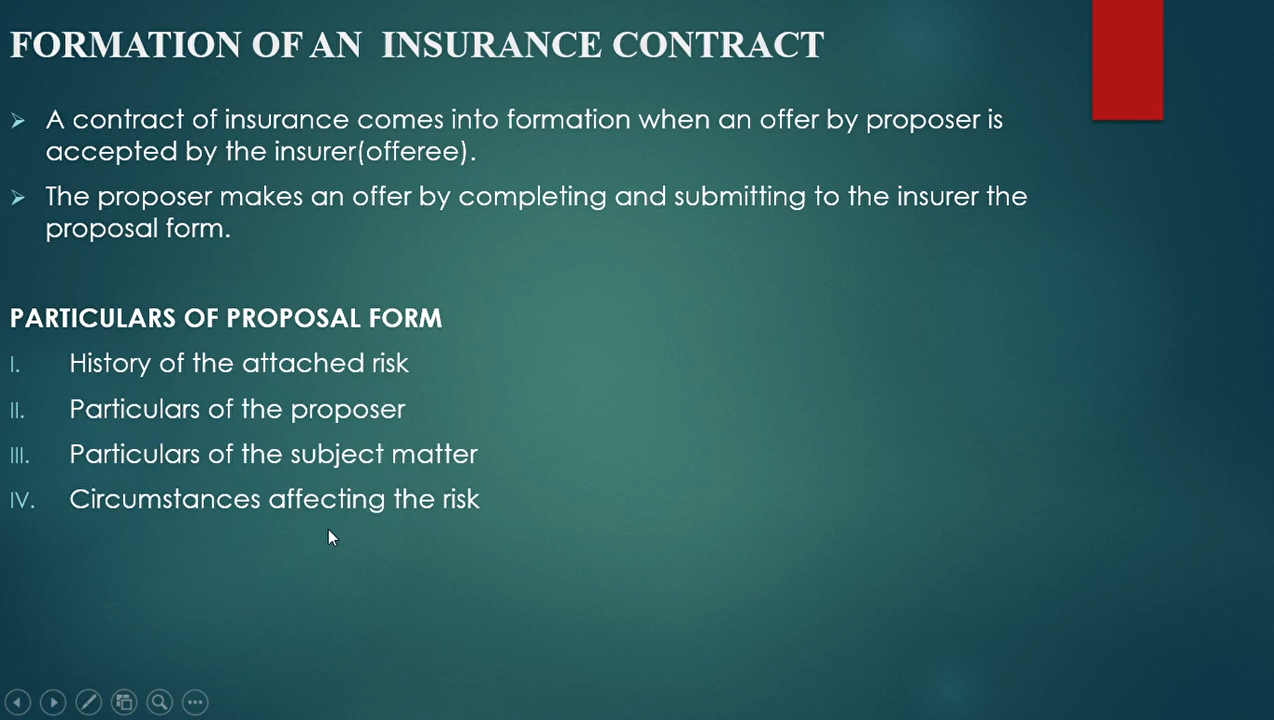 FORMATION OF AN INSURANCE CONTRACT
➢ A contract of insurance comes into formation when an offer by proposer is
accepted by the insurer(offeree).
➢ The proposer makes an offer by completing and submitting to the insurer the
proposal form.
PARTICULARS OF PROPOSAL FORM
I. History of the attached risk
II. Particulars of the proposer
III. Particulars of the subject matter
IV. Circumstances affecting the risk